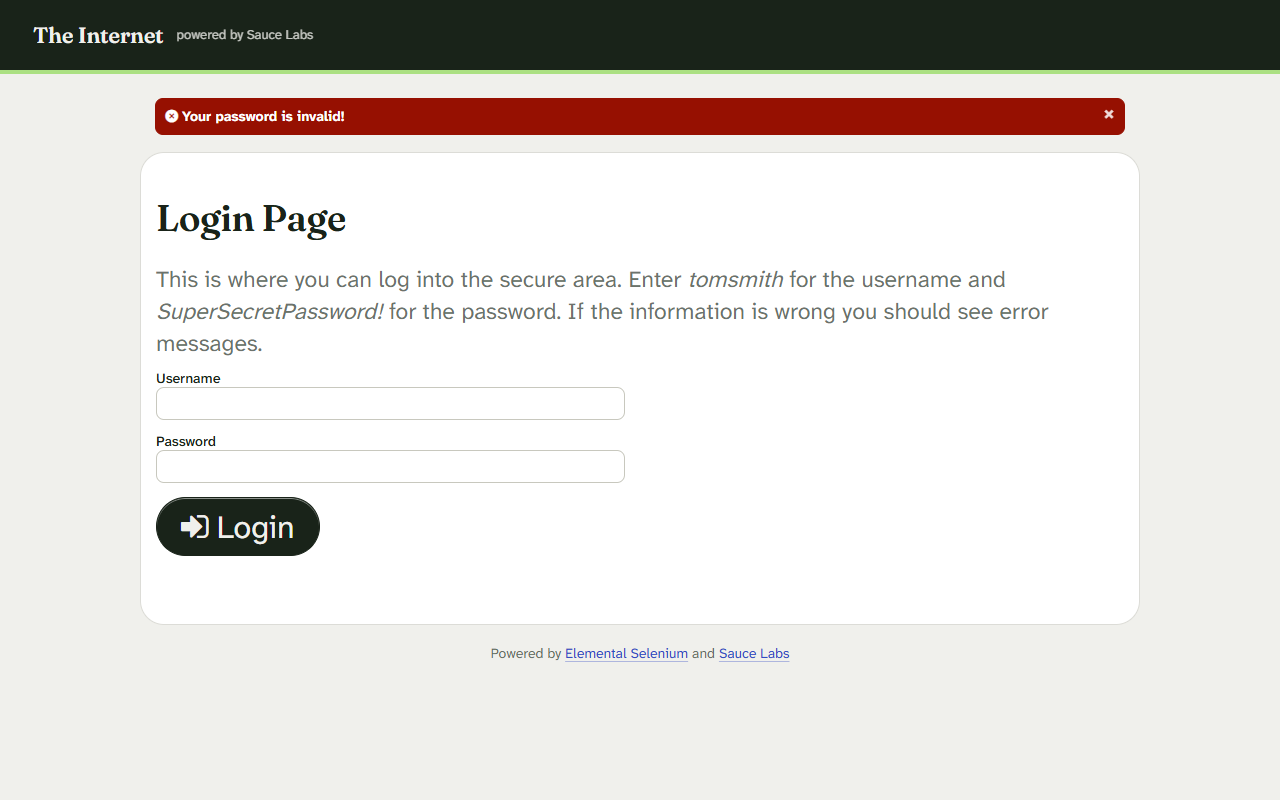 The Internet powered by Sauce Labs
Your password is invalid!
Login Page
This is where you can log into the secure area. Enter tomsmith for the username and
SuperSecretPassword! for the password. If the information is wrong you should see error
messages.
Username
Password
Login
Powered by Elemental Selenium and Sauce Labs